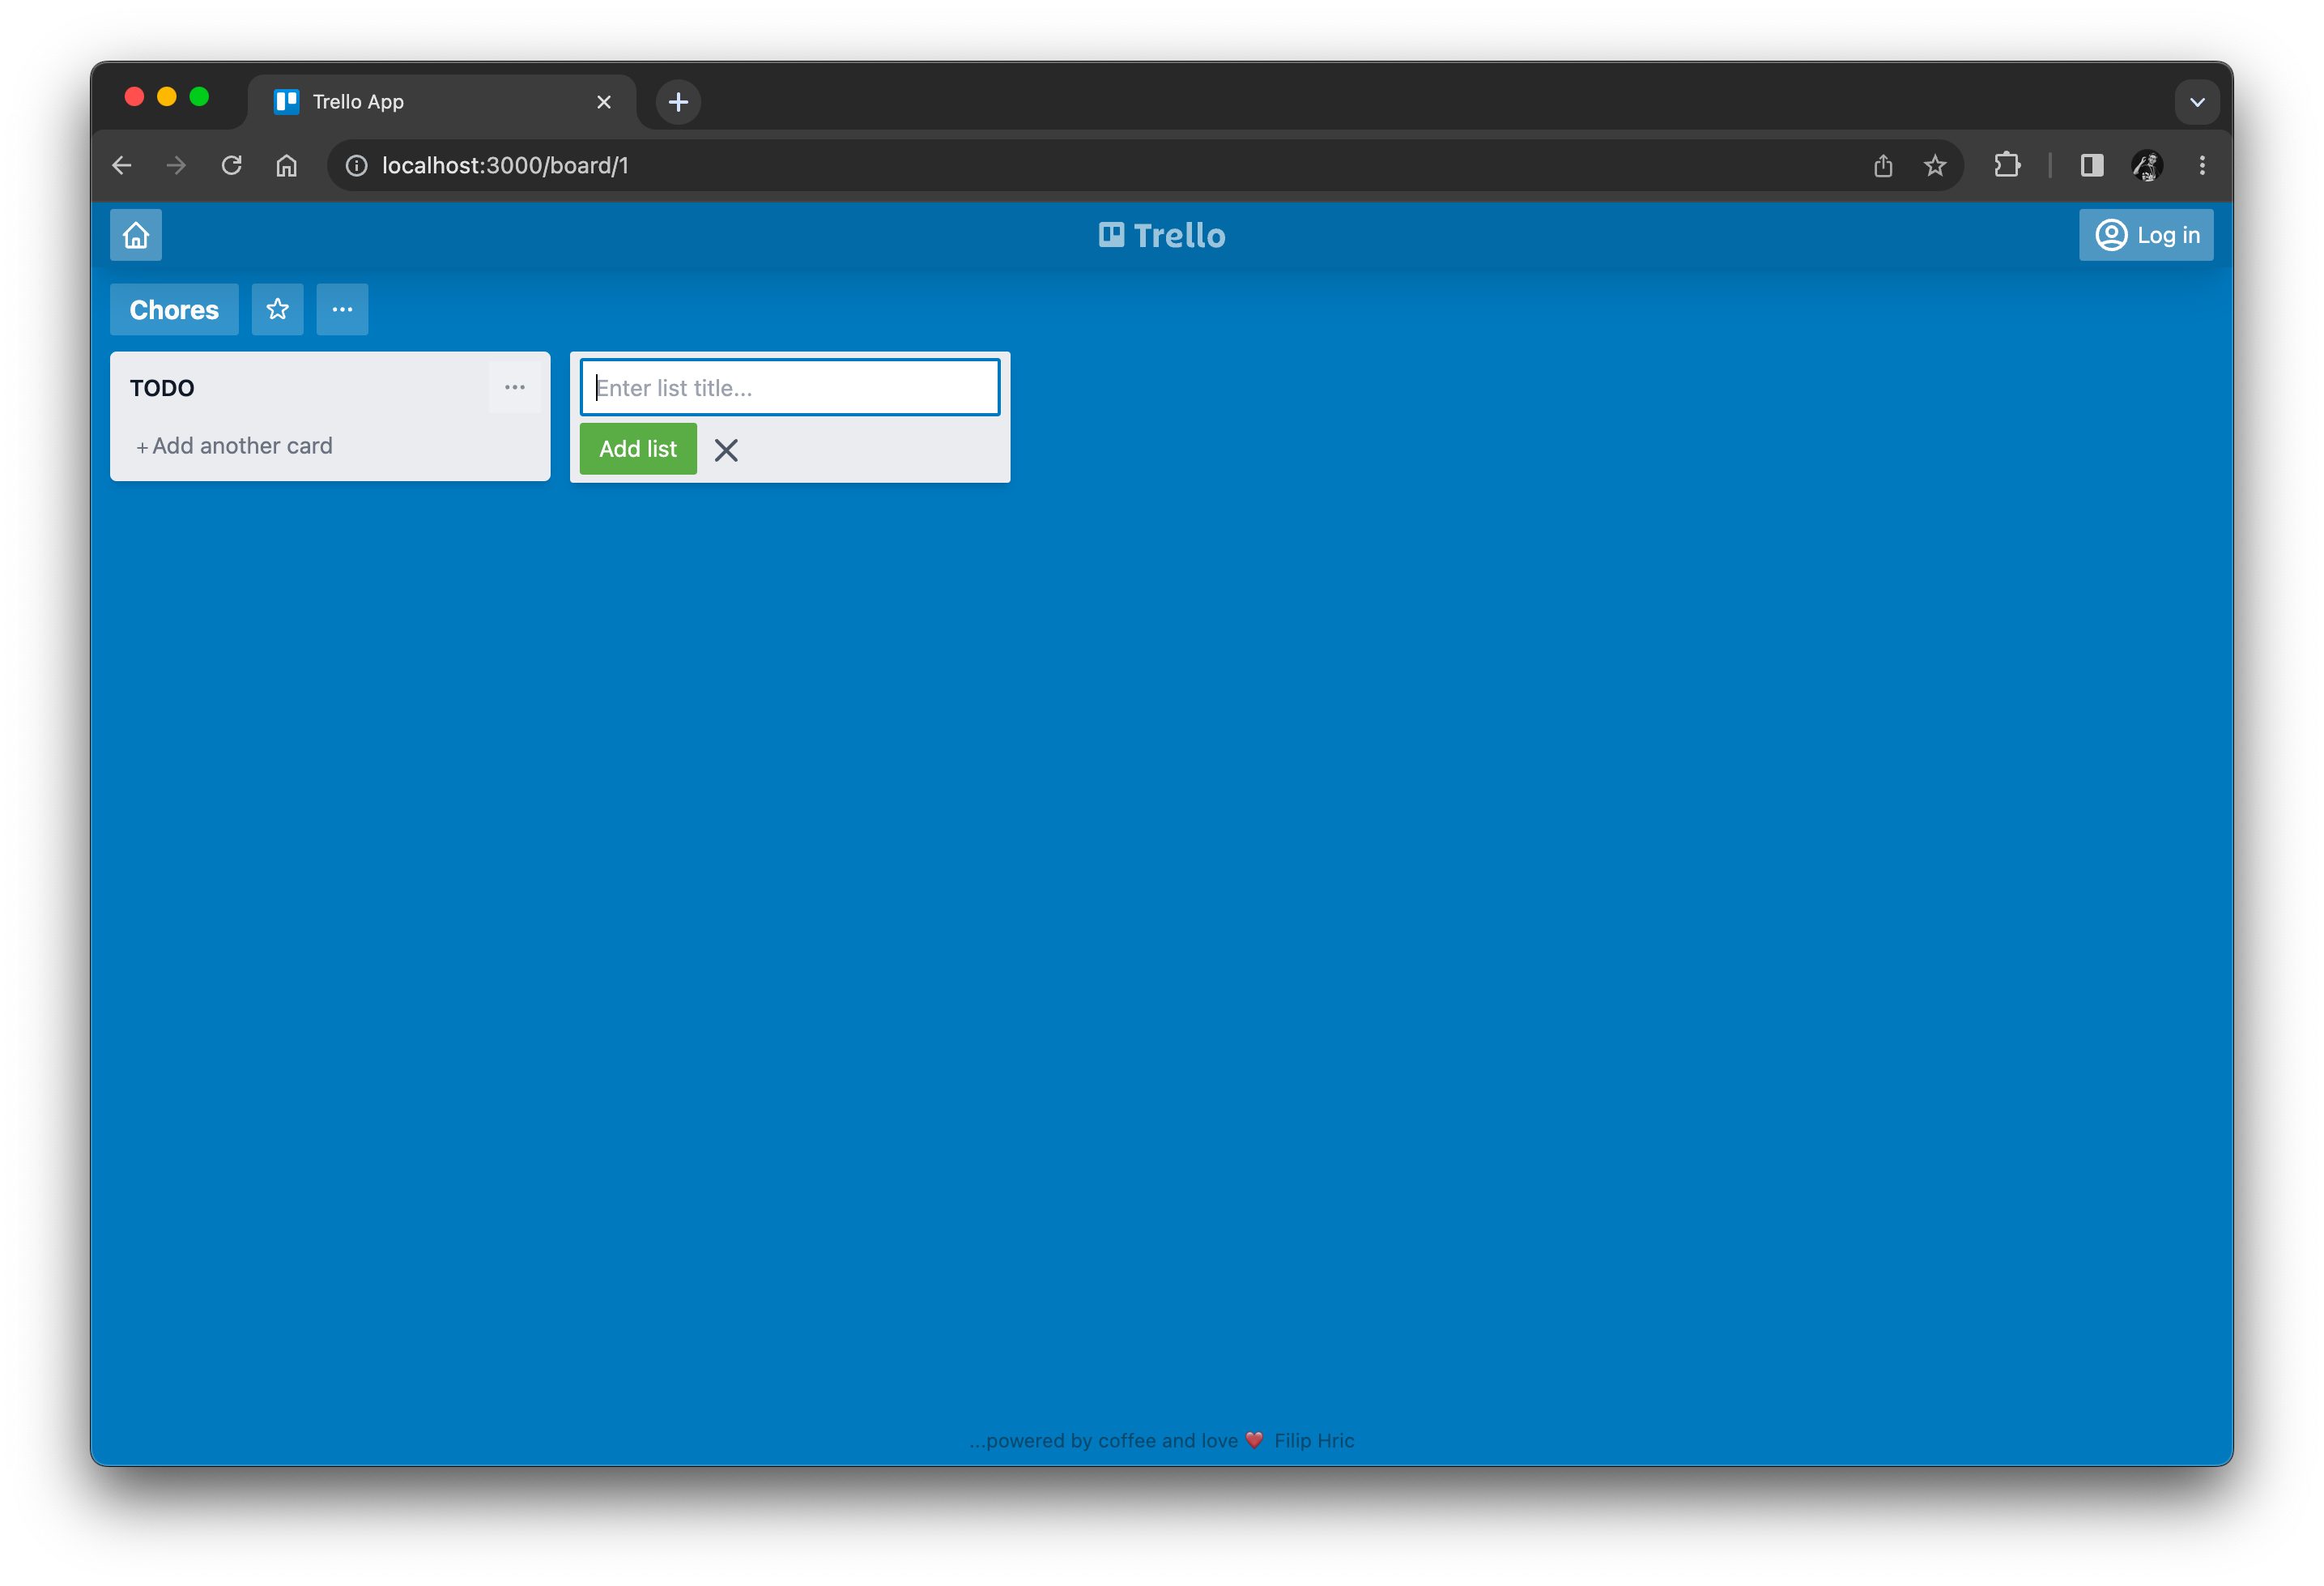 Trello App
localhost:3000/board/1
Trello
Log in
Chores
TODO
+ Add another card
Enter list title...
Add list
...powered by coffee and love ❤️ Filip Hric